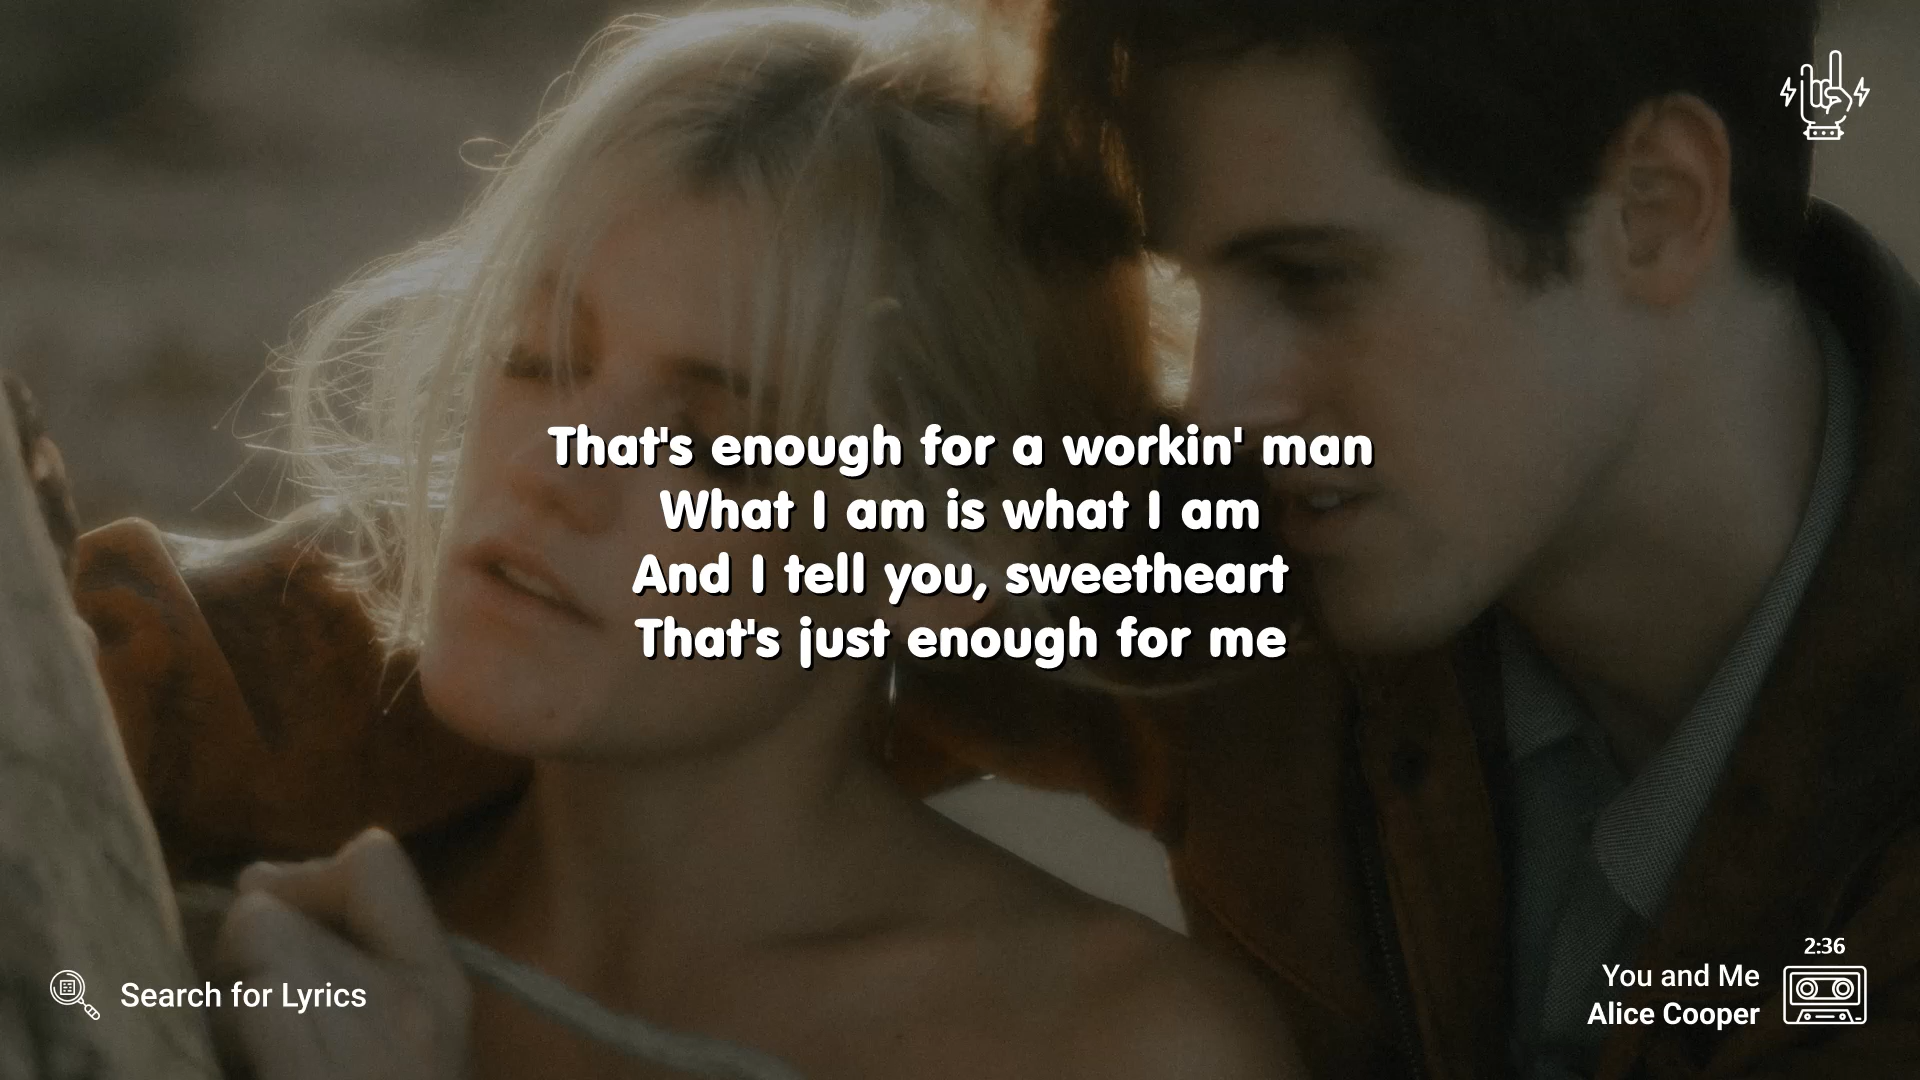 That's enough for a workin' man
What I am is what I am
And I tell you, sweetheart
That's just enough for me
2:36
You and Me
Alice Cooper
Search for Lyrics